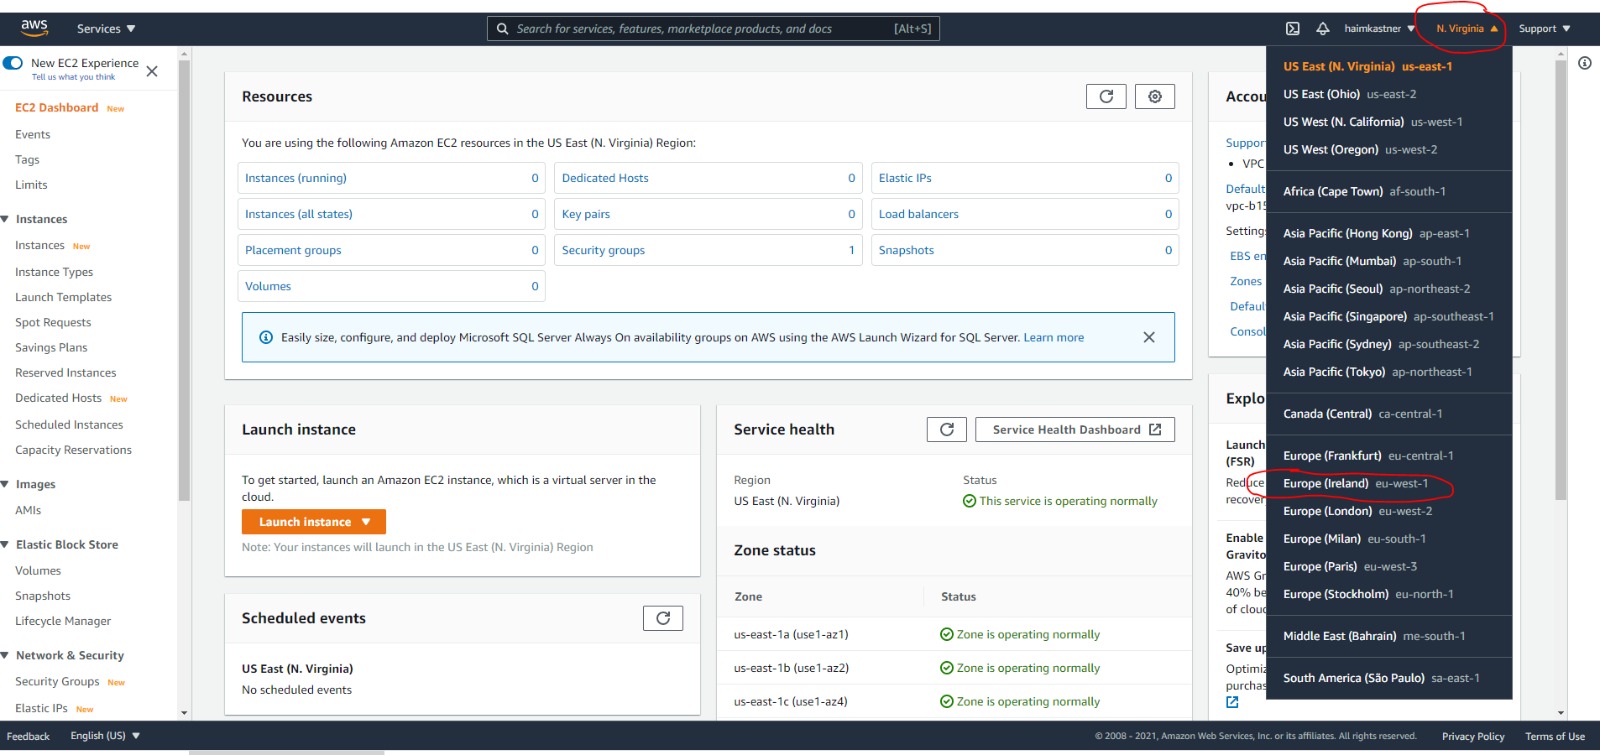 aws
Services
Search for services, features, marketplace products, and docs [Alt+S]
haimkastner
N. Virginia
Support
New EC2 Experience
Tell us what you think
EC2 Dashboard New
Events
Tags
Limits
Instances
Instances New
Instance Types
Launch Templates
Spot Requests
Savings Plans
Reserved Instances
Dedicated Hosts New
Scheduled Instances
Capacity Reservations
Images
AMIs
Elastic Block Store
Volumes
Snapshots
Lifecycle Manager
Network & Security
Security Groups New
Elastic IPs New
Resources
You are using the following Amazon EC2 resources in the US East (N. Virginia) Region:
Instances (running) 0
Dedicated Hosts 0
Elastic IPs 0
Instances (all states) 0
Key pairs 0
Load balancers 0
Placement groups 0
Security groups 1
Snapshots 0
Volumes 0
Easily size, configure, and deploy Microsoft SQL Server Always On availability groups on AWS using the AWS Launch Wizard for SQL Server. Learn more
Launch instance
To get started, launch an Amazon EC2 instance, which is a virtual server in the
cloud.
Launch instance
Note: Your instances will launch in the US East (N. Virginia) Region
Scheduled events
US East (N. Virginia)
No scheduled events
Service health
Service Health Dashboard
Region
Status
US East (N. Virginia)
This service is operating normally
Zone status
Zone
Status
us-east-1a (use1-az1)
Zone is operating normally
us-east-1b (use1-az2)
Zone is operating normally
us-east-1c (use1-az4)
Zone is operating normally
Accou
Suppor
• VPC
Default
vpc-b15
Settings
EBS en
Zones
Defaul
Consol
Explo
Launch
(FSR)
Reduce
recover
Enable
Gravito
AWS Gr
40% be
of clou
Save up
Optimiz
purchas
US East (N. Virginia) us-east-1
US East (Ohio) us-east-2
US West (N. California) us-west-1
US West (Oregon) us-west-2
Africa (Cape Town) af-south-1
Asia Pacific (Hong Kong) ap-east-1
Asia Pacific (Mumbai) ap-south-1
Asia Pacific (Seoul) ap-northeast-2
Asia Pacific (Singapore) ap-southeast-1
Asia Pacific (Sydney) ap-southeast-2
Asia Pacific (Tokyo) ap-northeast-1
Canada (Central) ca-central-1
Europe (Frankfurt) eu-central-1
Europe (Ireland) eu-west-1
Europe (London) eu-west-2
Europe (Milan) eu-south-1
Europe (Paris) eu-west-3
Europe (Stockholm) eu-north-1
Middle East (Bahrain) me-south-1
South America (São Paulo) sa-east-1
Feedback
English (US)
© 2008 - 2021, Amazon Web Services, Inc. or its affiliates. All rights reserved.
Privacy Policy
Terms of Use